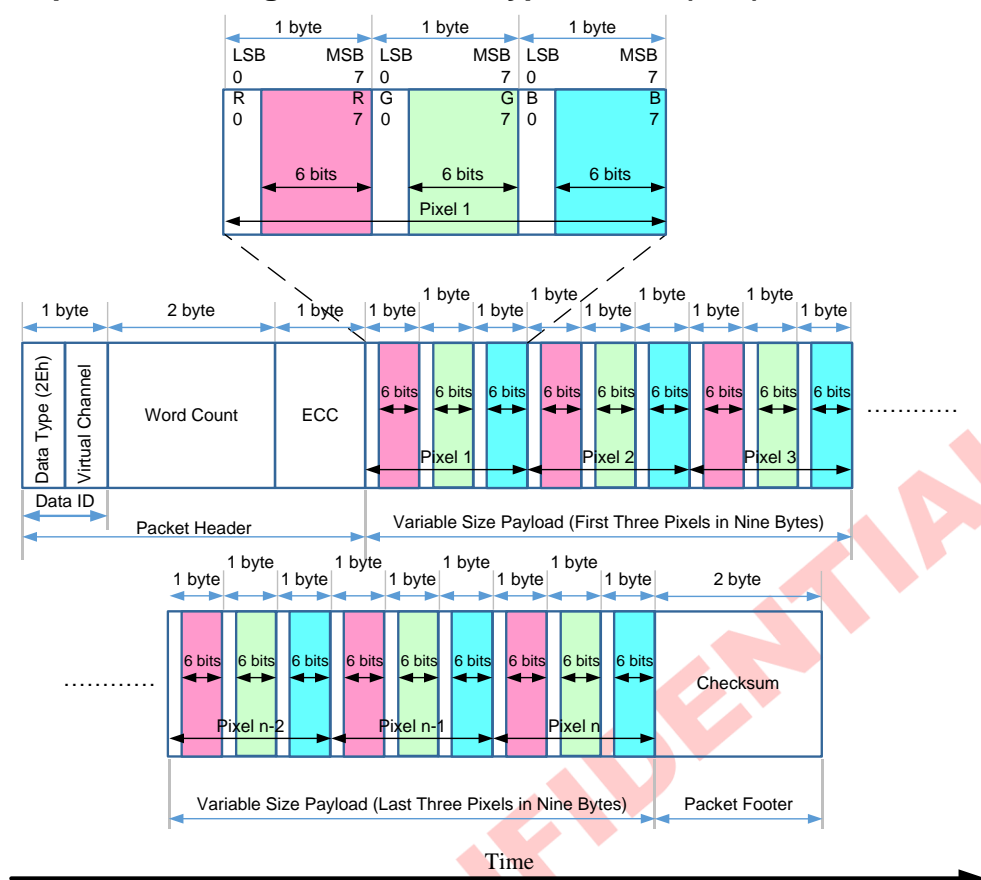 1 byte 1 byte 1 byte
LSB MSB LSB MSB LSB MSB
0 7 0 7 0 7
R R G G B B
0 7 0 7 0 7
6 bits 6 bits 6 bits
Pixel 1
1 byte 2 byte 1 byte 1 byte 1 byte 1 byte 1 byte 1 byte 1 byte 1 byte 1 byte 1 byte
Data Type (2Eh)
Virtual Channel
Word Count
ECC
6 bits 6 bits 6 bits 6 bits 6 bits 6 bits 6 bits 6 bits 6 bits
............
Pixel 1 Pixel 2 Pixel 3
Data ID
Packet Header
Variable Size Payload (First Three Pixels in Nine Bytes)
1 byte 1 byte 1 byte 1 byte 1 byte 1 byte 1 byte 1 byte 1 byte 2 byte
............
6 bits 6 bits 6 bits 6 bits 6 bits 6 bits 6 bits 6 bits 6 bits
Checksum
Pixel n-2 Pixel n-1 Pixel n
Variable Size Payload (Last Three Pixels in Nine Bytes)
Packet Footer
Time